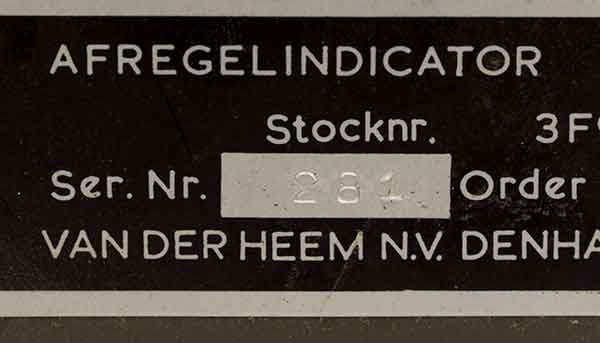 AFREGELINDICATOR
Stocknr. 3F
Ser. Nr. 281 Order
VAN DER HEEM N.V. DENHA